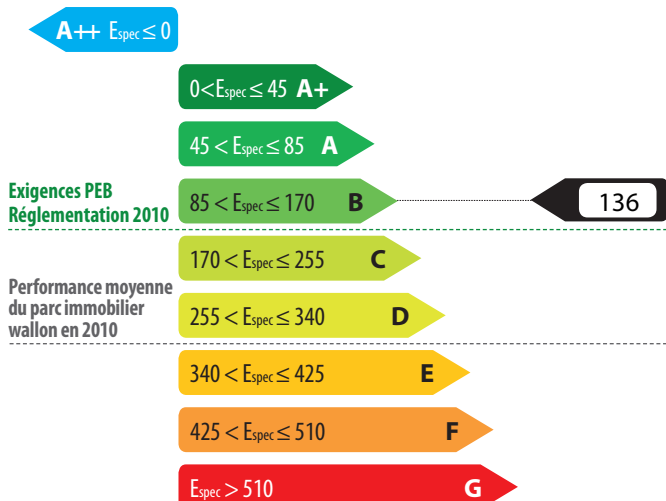 A++ Espec ≤ 0
0 < Espec ≤ 45 A+
45 < Espec ≤ 85 A
Exigences PEB
Réglementation 2010
85 < Espec ≤ 170 B
136
170 < Espec ≤ 255 C
Performance moyenne
du parc immobilier
wallon en 2010
255 < Espec ≤ 340 D
340 < Espec ≤ 425 E
425 < Espec ≤ 510 F
Espec > 510 G